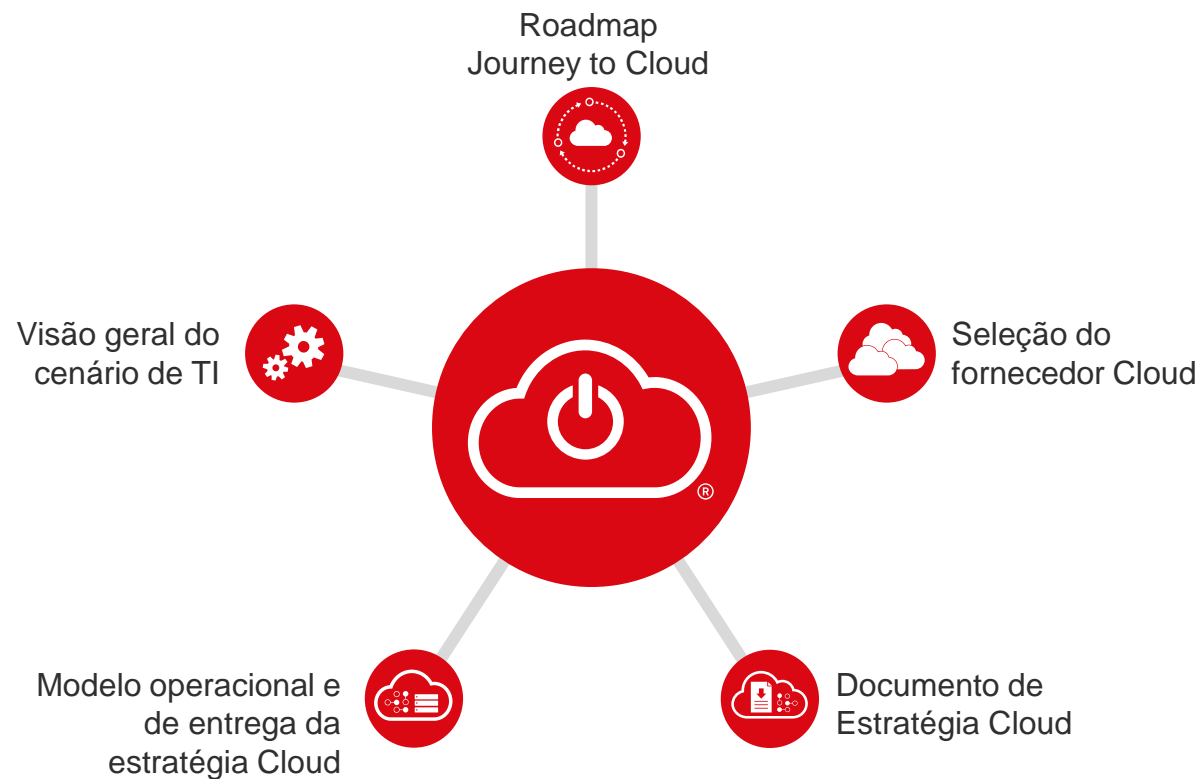 Roadmap
Journey to Cloud
Visão geral do
cenário de TI
Seleção do
fornecedor Cloud
®
Modelo operacional e
de entrega da
estratégia Cloud
Documento de
Estratégia Cloud